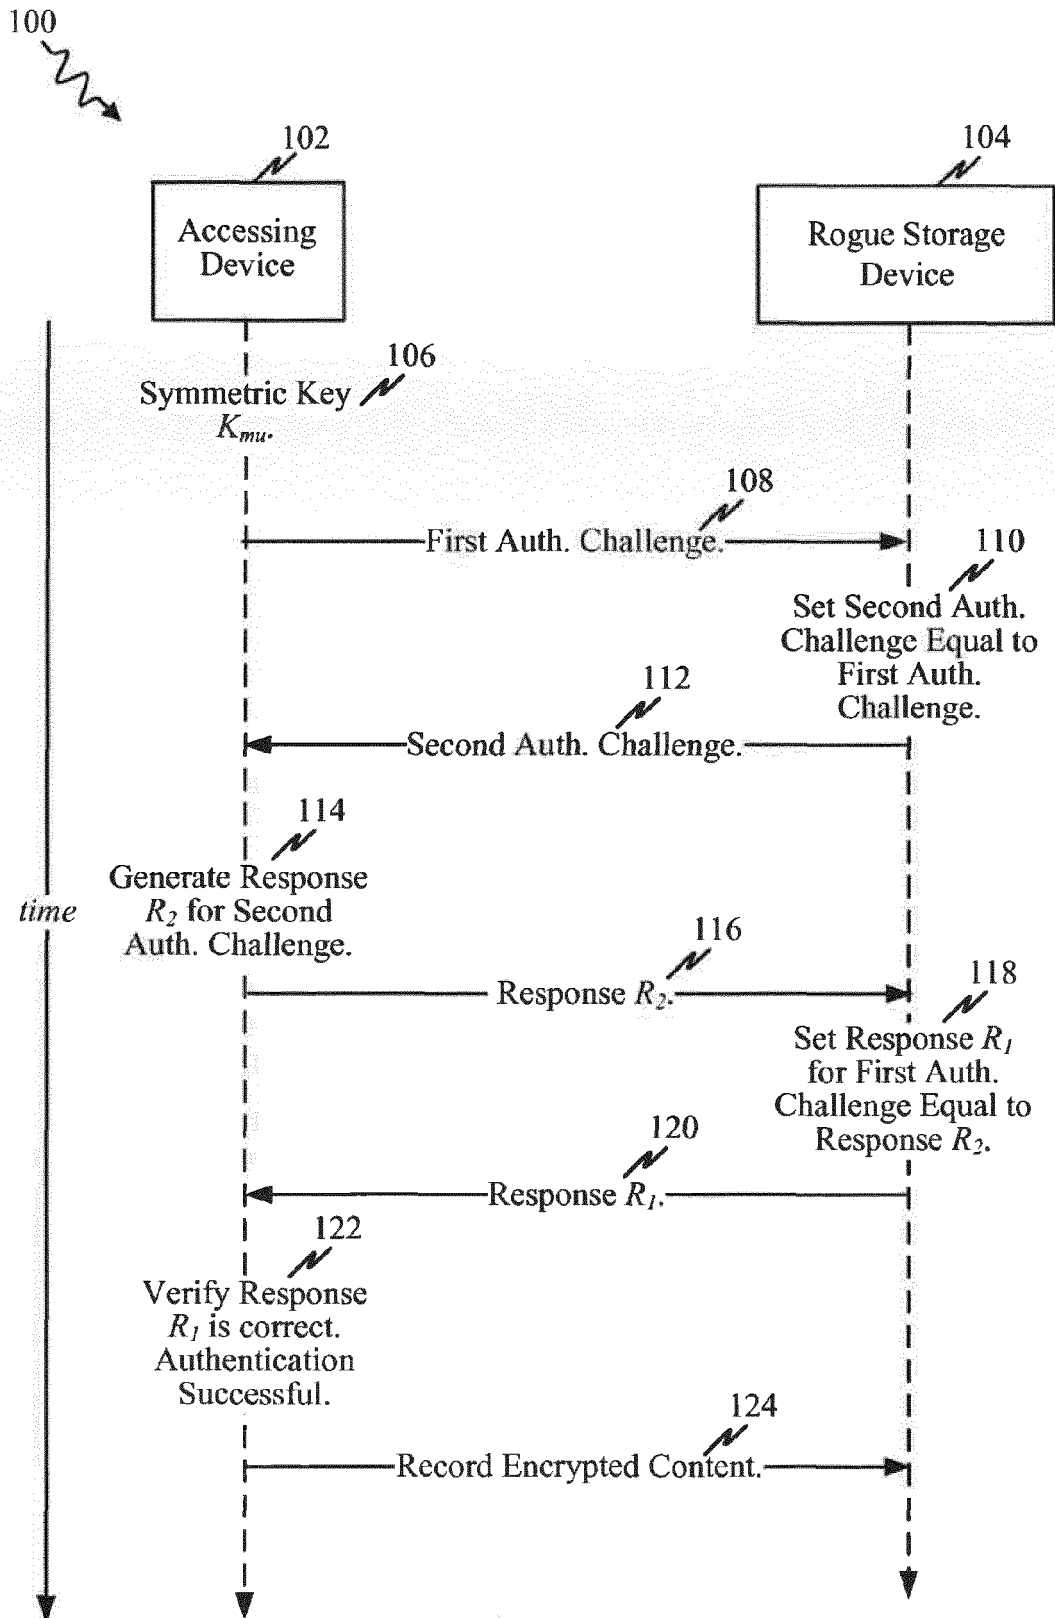 100
102
104
Accessing
Device
Rogue Storage
Device
106
Symmetric Key
Kmu.
108
First Auth. Challenge.
110
Set Second Auth.
Challenge Equal to
First Auth.
Challenge.
112
Second Auth. Challenge.
114
Generate Response
R2 for Second
Auth. Challenge.
time
116
Response R2.
118
Set Response R1
for First Auth.
Challenge Equal to
Response R2.
120
Response R1.
122
Verify Response
R1 is correct.
Authentication
Successful.
124
Record Encrypted Content.